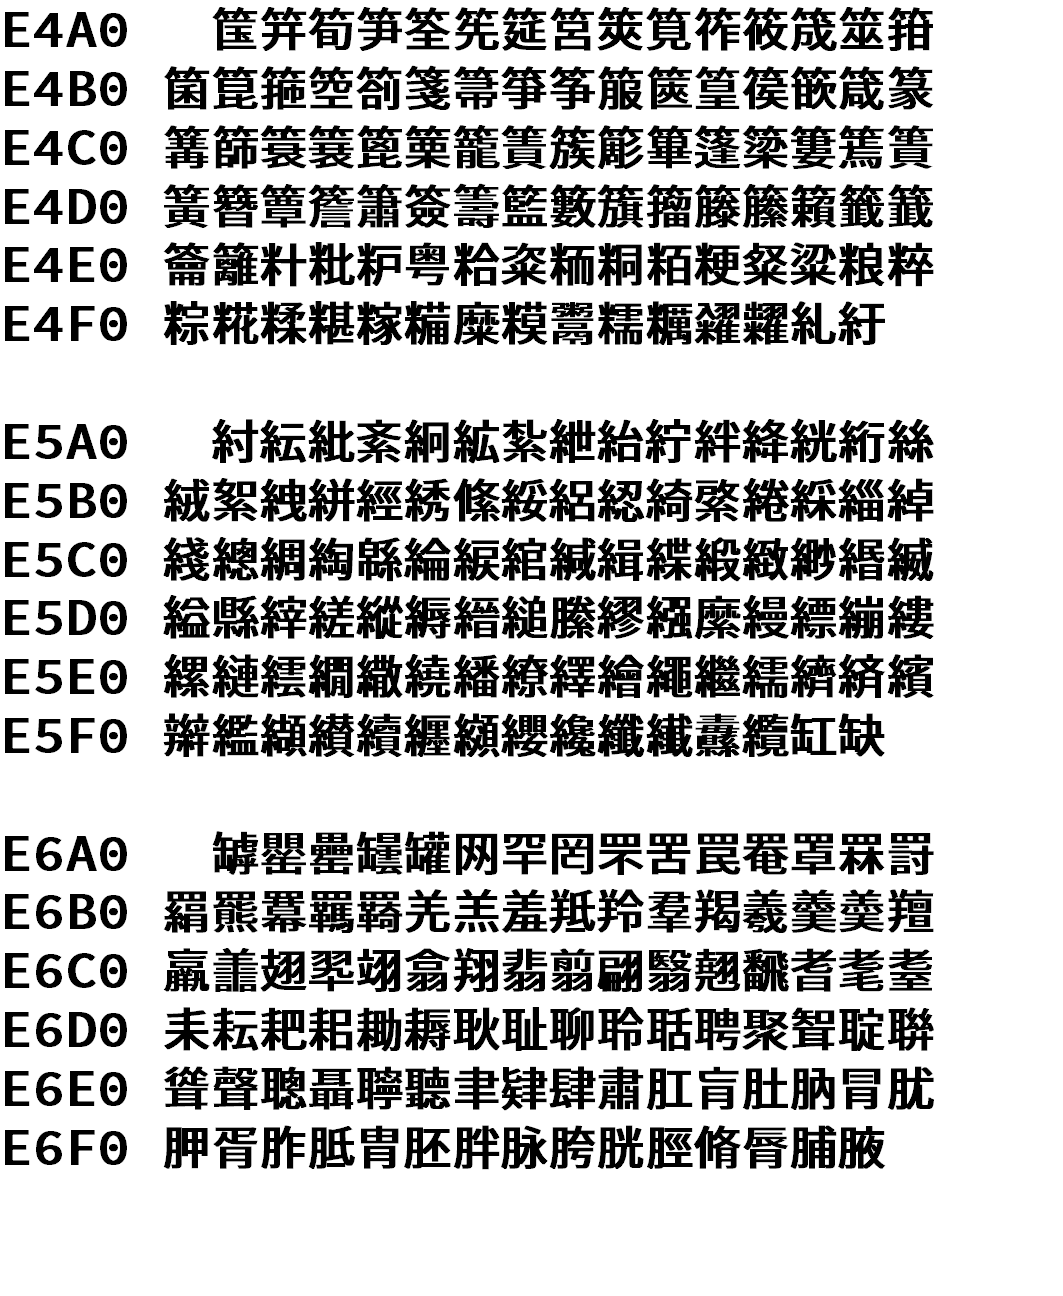 E4A0 筺笄筍笋筌筅筵筥筴筧筰筱筬筮箝
E4B0 箘箟箍箜箚箋箒箏筝箙篋篁篌篏箴篆
E4C0 篝篩簑簔篦篥籠簀簇簓篳篷簗簍篶簣
E4D0 簧簪簟簷簫簽籌籃籔籏籀籐籘籟籤籖
E4E0 籥籬籵粃粐粤粭粢粫粡粨粳粲粱粮粹
E4F0 粽糀糅糂糘糒糜糢鬻糯糲糴糶糺紆
E5A0 紂紜紕紊絅絋紮紲紿紵絆絳絖絎絲
E5B0 絨絮絏絣經綉絛綏絽綛綺綮綣綵緇綽
E5C0 綫總綢綯緜綸綟綰緘緝緤緞緻緲緡縅
E5D0 縊縣縡縒縱縟縉縋縢繆繦縻縵縹繃縷
E5E0 縲縺繧繝繖繞繙繚繹繪繩繼繻纃緕繽
E5F0 辮繿纈纉續纒纐纓纔纖纎纛纜缸缺
E6A0 罅罌罍罎罐网罕罔罘罟罠罨罩罧罸
E6B0 羂羆羃羈羇羌羔羞羝羚羣羯羲羹羮羶
E6C0 羸譱翅翆翊翕翔翡翦翩翳翹飜耆耄耋
E6D0 耒耘耙耜耡耨耿耻聊聆聒聘聚聟聢聨
E6E0 聳聲聰聶聹聽聿肄肆肅肛肓肚肭冐肬
E6F0 胛胥胙胝胄胚胖脉胯胱脛脩脣脯腋